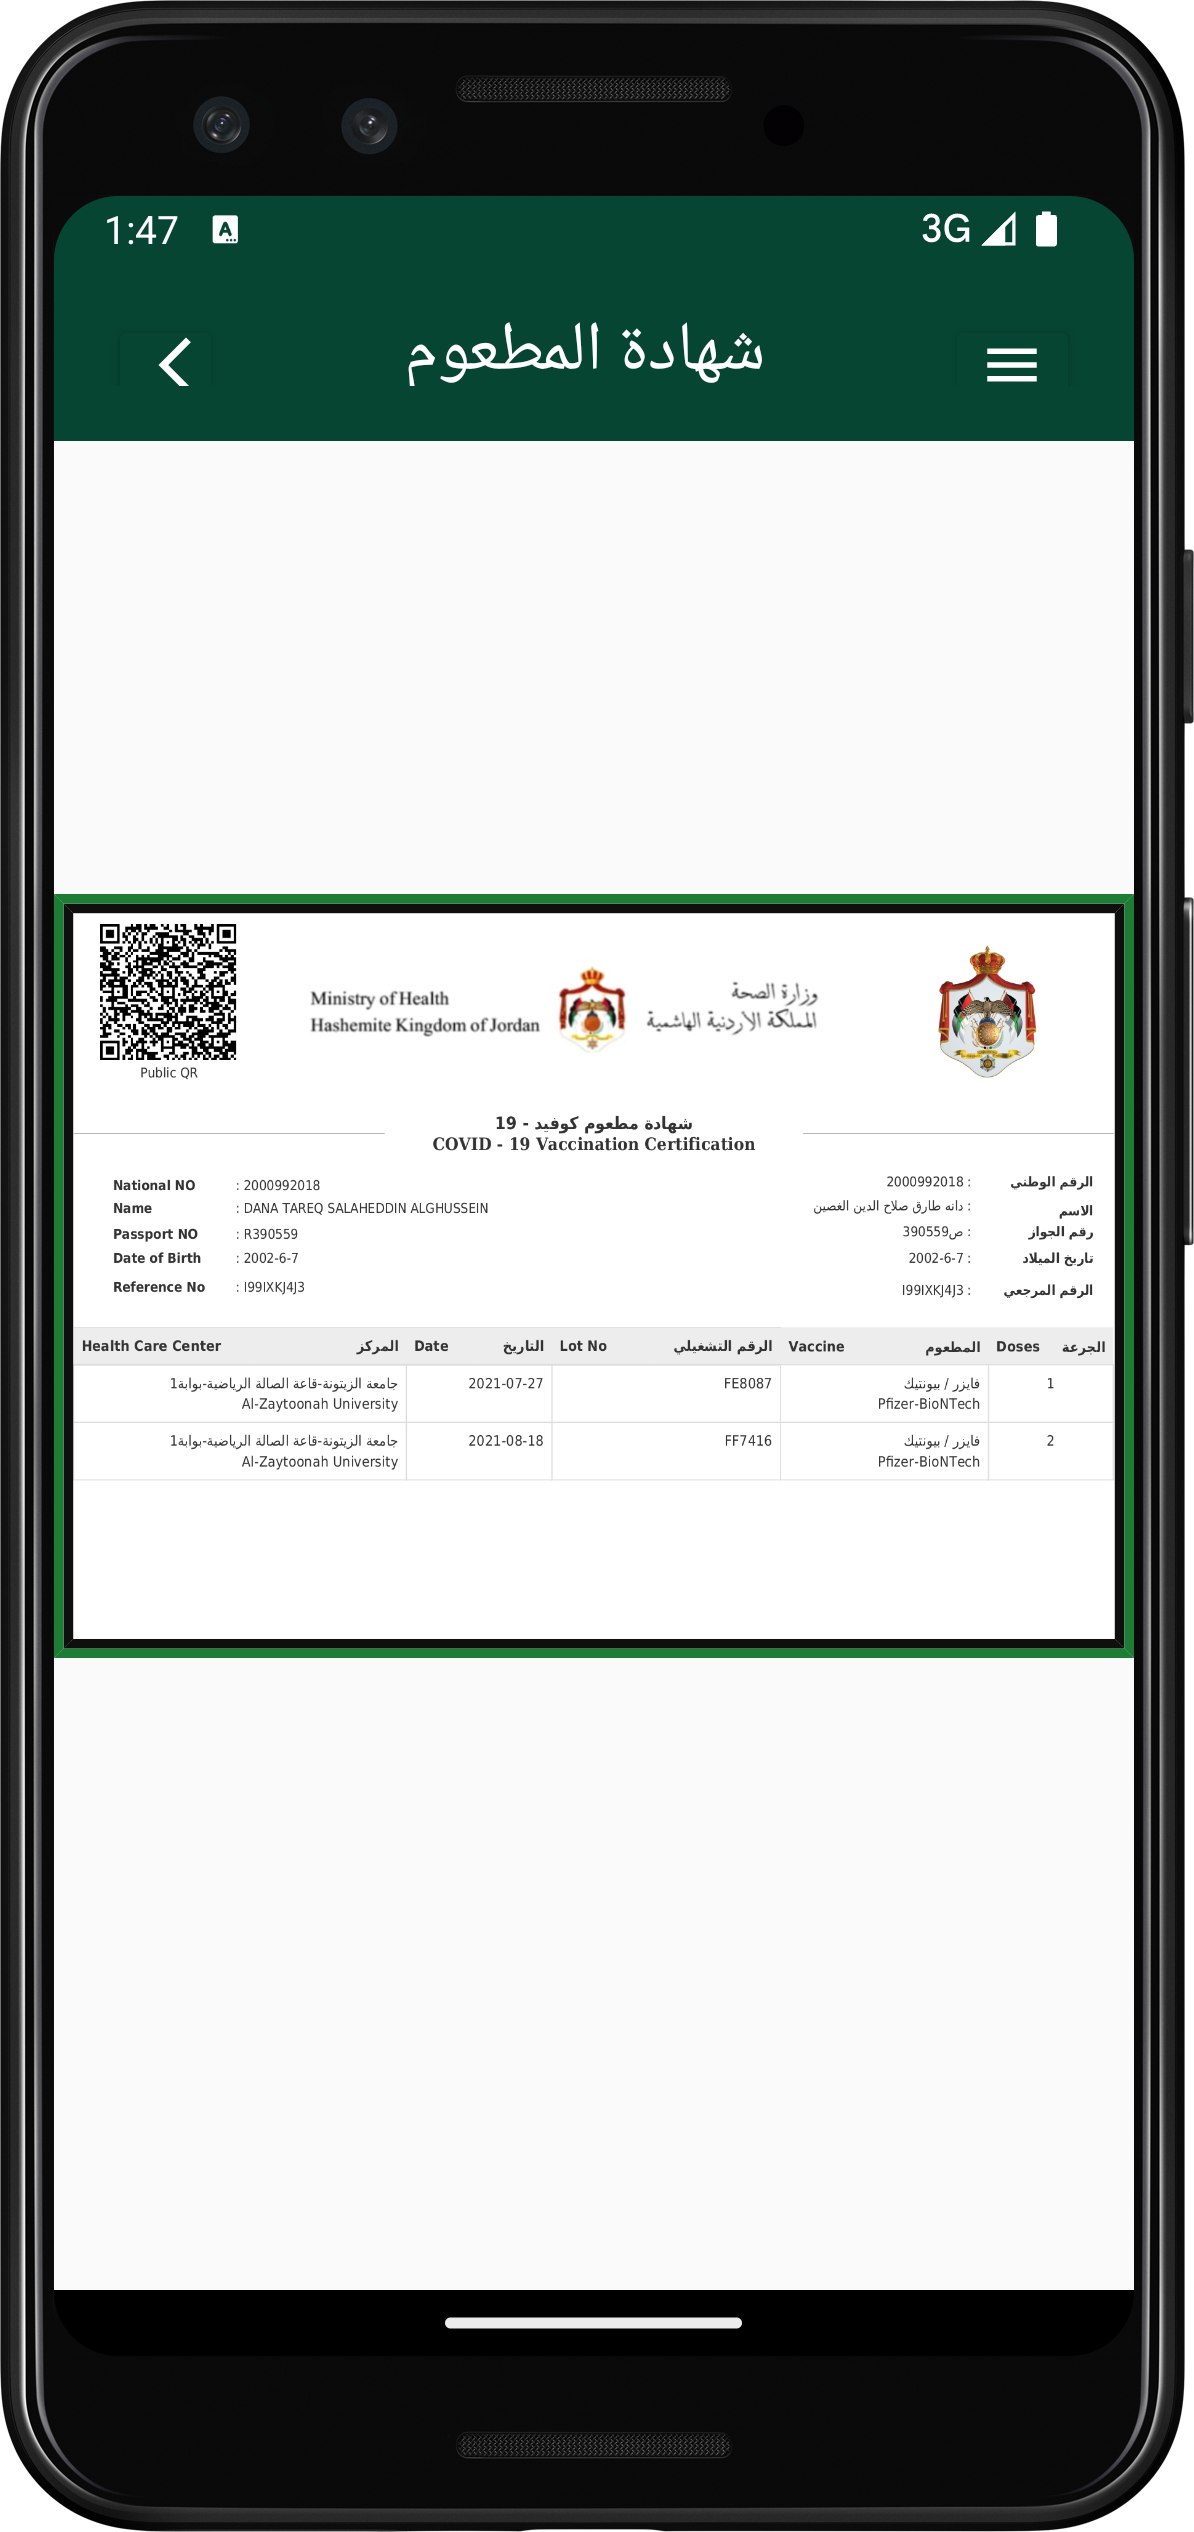 1:47
3G
شهادة المطعوم
Public QR
Ministry of Health
Hashemite Kingdom of Jordan
وزارة الصحة
المملكة الاردنية الهاشمية
شهادة مطعوم كوفيد - 19
COVID - 19 Vaccination Certification
National NO : 2000992018
Name : DANA TAREQ SALAHEDDIN ALGHUSSEIN
Passport NO : R390559
Date of Birth : 2002-6-7
Reference No : I99IXKJ4J3
الرقم الوطني : 2000992018
الاسم : دانه طارق صلاح الدين الغصين
رقم الجواز : ص390559
تاريخ الميلاد : 2002-6-7
الرقم المرجعي : I99IXKJ4J3
Health Care Center المركز Date التاريخ Lot No الرقم التشغيلي Vaccine المطعوم Doses الجرعة
جامعة الزيتونة-قاعة الصالة الرياضية-بوابة1 2021-07-27 FE8087 فايزر / بيونتيك 1
Al-Zaytoonah University Pfizer-BioNTech
جامعة الزيتونة-قاعة الصالة الرياضية-بوابة1 2021-08-18 FF7416 فايزر / بيونتيك 2
Al-Zaytoonah University Pfizer-BioNTech